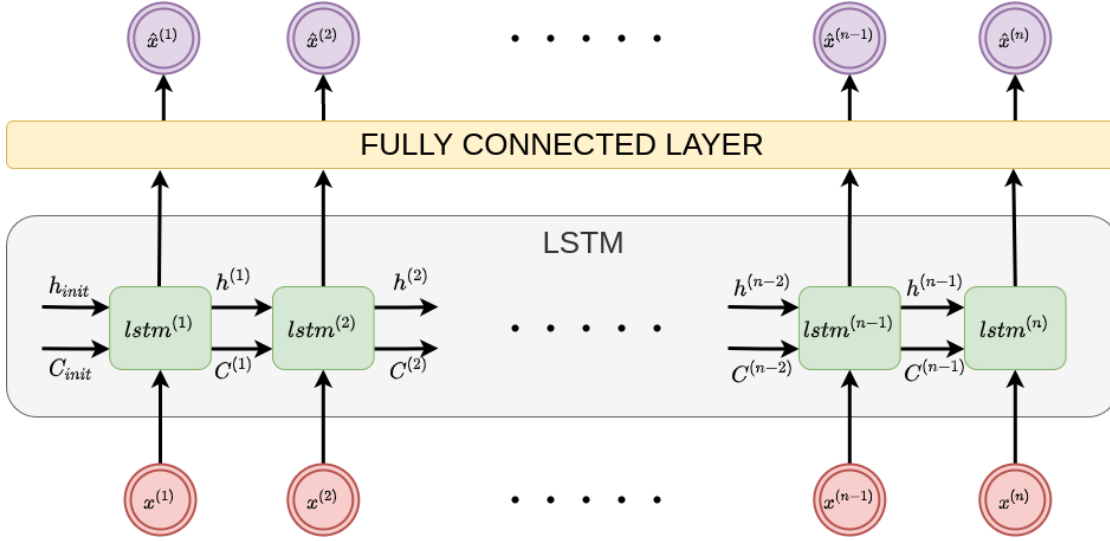 x̂⁽¹⁾ x̂⁽²⁾ x̂⁽ⁿ⁻¹⁾ x̂⁽ⁿ⁾
FULLY CONNECTED LAYER
LSTM
h_init h⁽¹⁾ h⁽²⁾ h⁽ⁿ⁻²⁾ h⁽ⁿ⁻¹⁾
lstm⁽¹⁾ lstm⁽²⁾ lstm⁽ⁿ⁻¹⁾ lstm⁽ⁿ⁾
C_init C⁽¹⁾ C⁽²⁾ C⁽ⁿ⁻²⁾ C⁽ⁿ⁻¹⁾
x⁽¹⁾ x⁽²⁾ x⁽ⁿ⁻¹⁾ x⁽ⁿ⁾